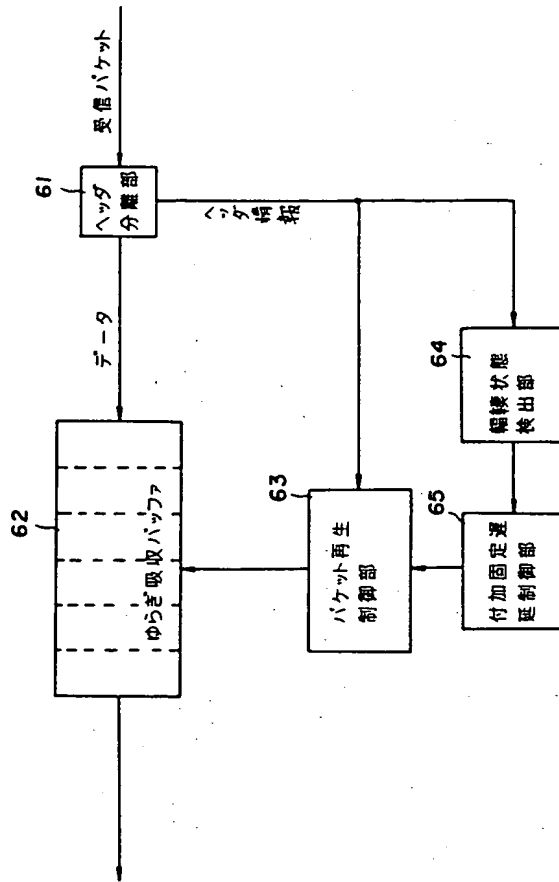 受信パケット
61
ヘッダ
分離部
ヘッダ
情報
データ
62
ゆらぎ吸収バッファ
63
パケット再生
制御部
64
輻輳状態
検出部
65
付加固定遅
延制御部